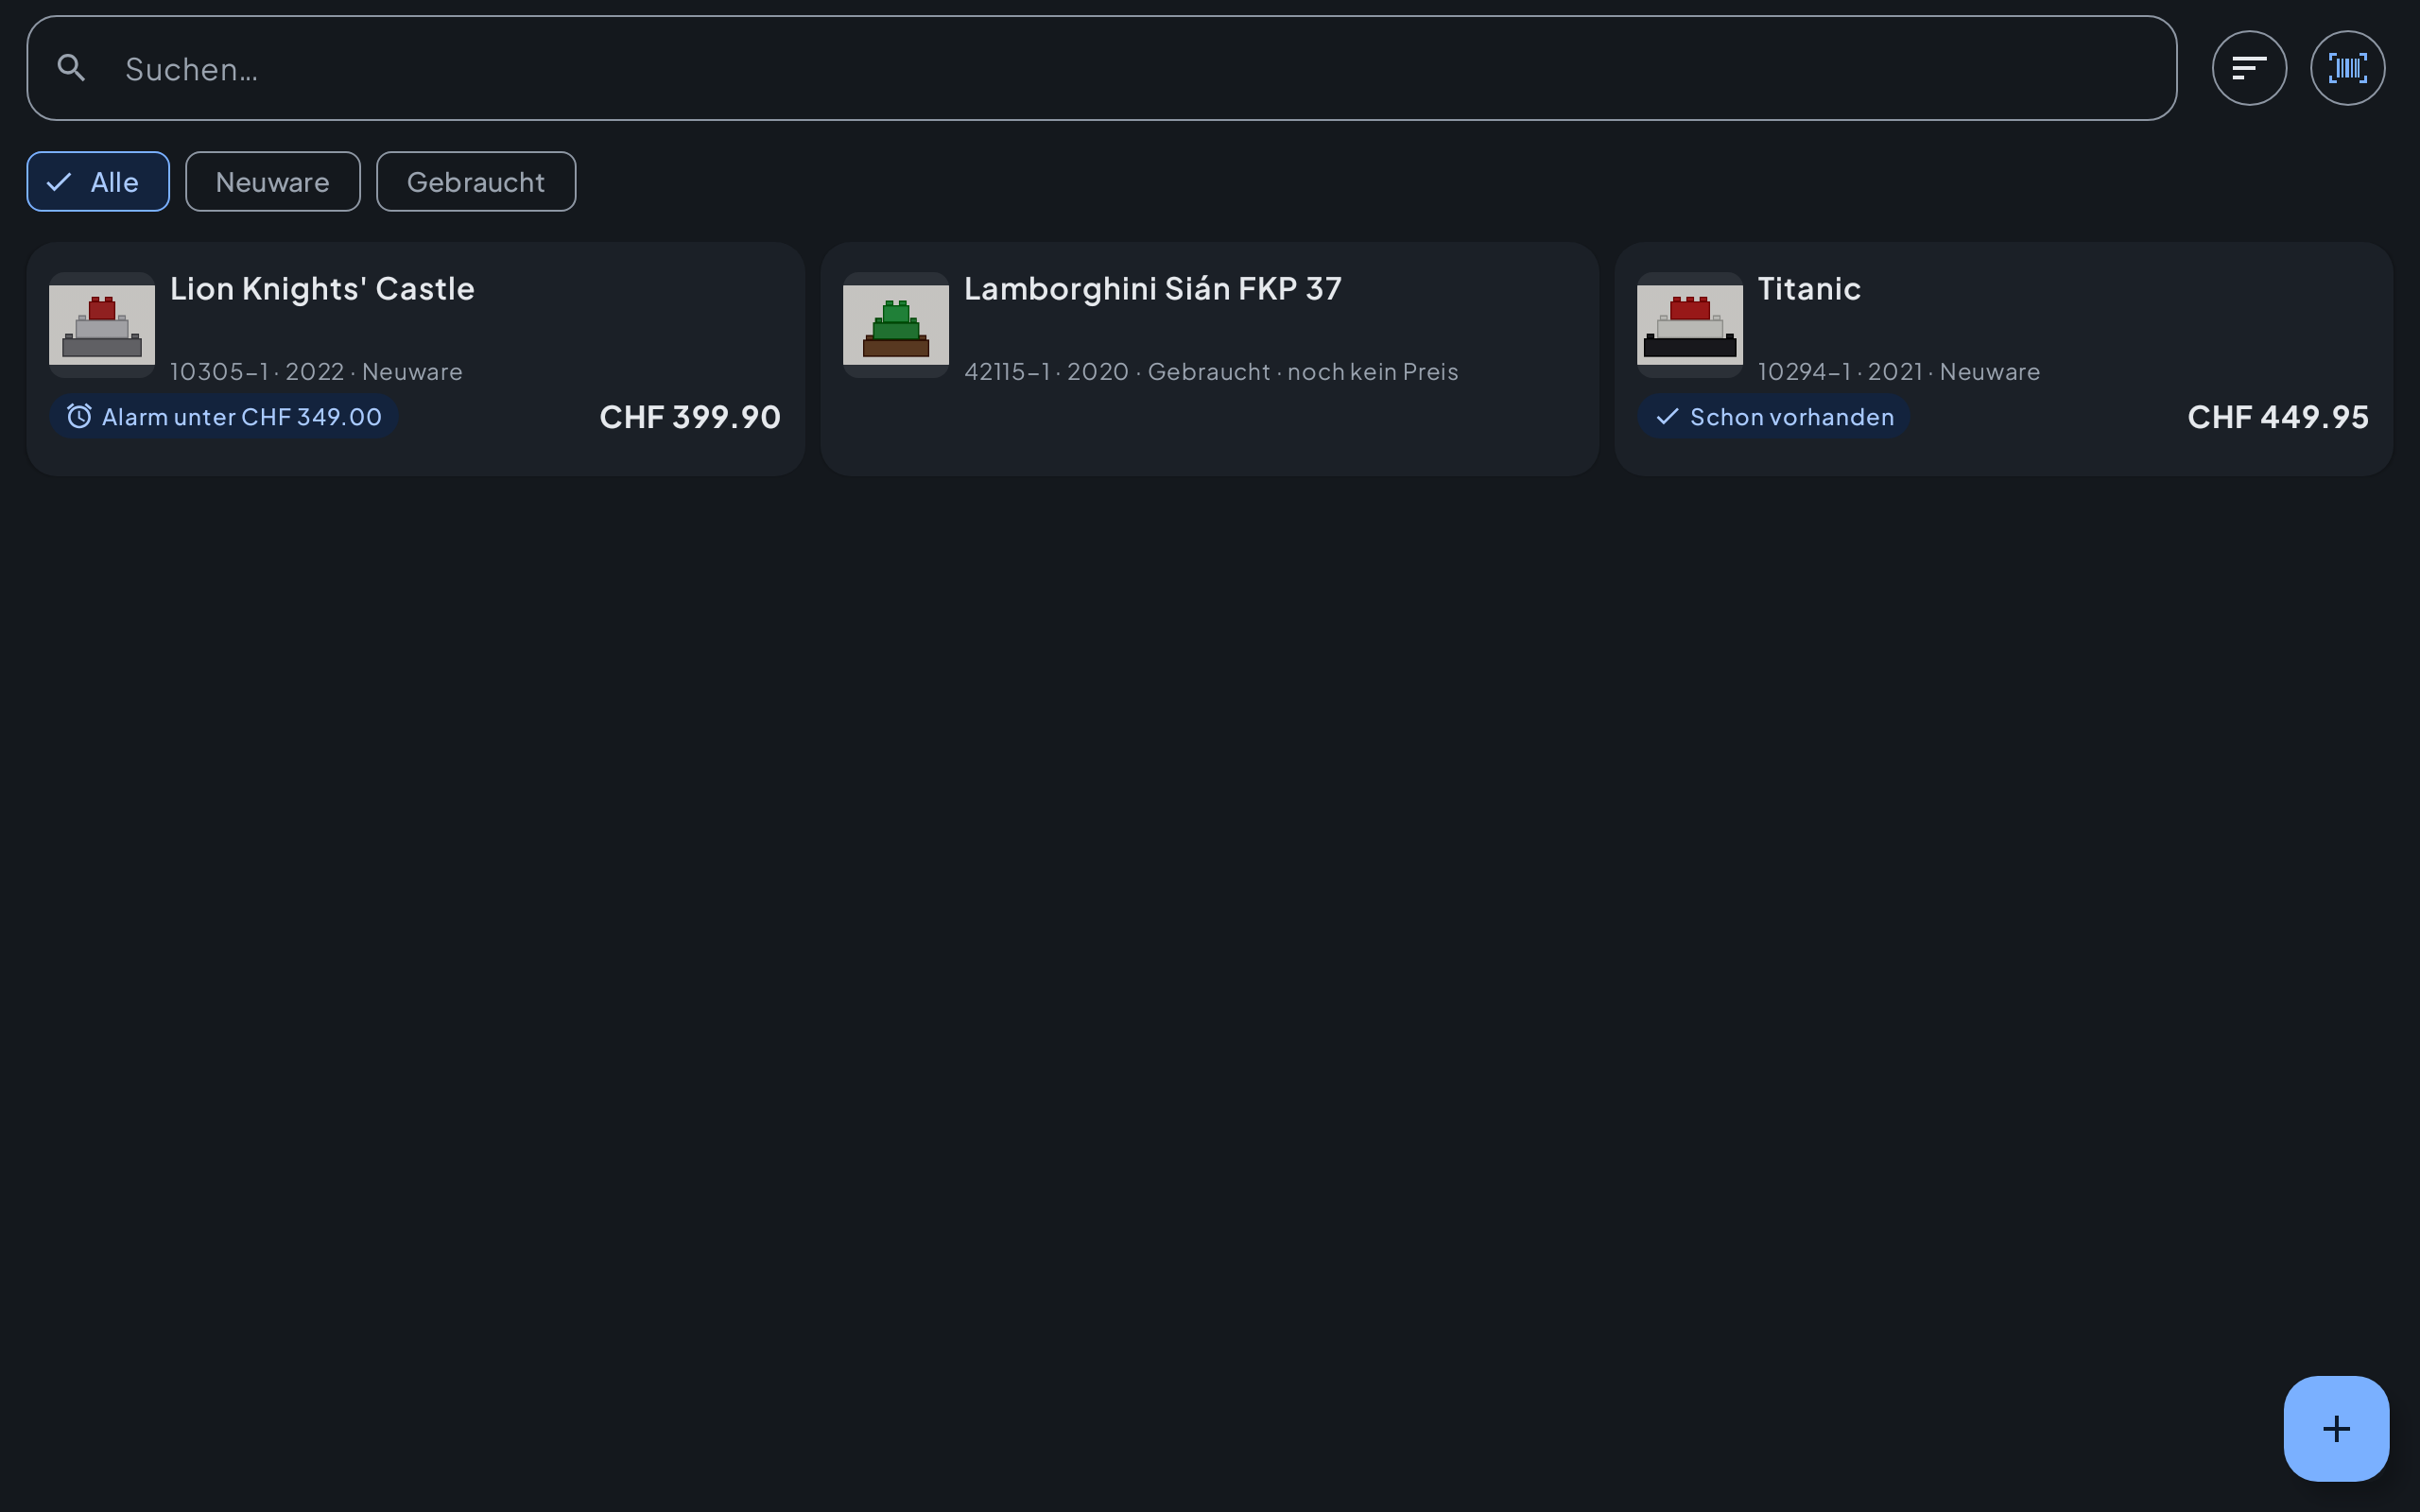 Suchen…
Alle
Neuware
Gebraucht
Lion Knights' Castle
10305-1 · 2022 · Neuware
Alarm unter CHF 349.00
CHF 399.90
Lamborghini Sián FKP 37
42115-1 · 2020 · Gebraucht · noch kein Preis
Titanic
10294-1 · 2021 · Neuware
Schon vorhanden
CHF 449.95